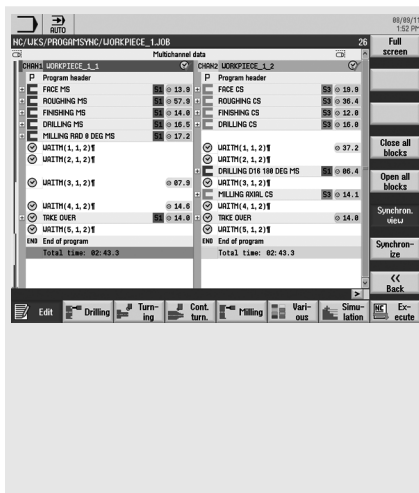 AUTO
08/09/11
1:52 PM
NC/WKS/PROGAMSYNC/WORKPIECE_1.JOB 26
Multichannel data
CHAN1 WORKPIECE_1_1
P Program header
FACE MS S1 13.9
ROUGHING MS S1 57.9
FINISHING MS S1 14.0
DRILLING MS S1 16.5
MILLING RAD 0 DEG MS S1 17.2
WAITM(1,1,2)¶
WAITM(2,1,2)¶
WAITM(3,1,2)¶ 07.9
WAITM(4,1,2)¶ 14.6
TAKE OVER S1 14.0
WAITM(5,1,2)¶
END End of program
Total time: 02:43.3
CHAN2 WORKPIECE_1_2
P Program header
FACE CS S3 19.9
ROUGHING CS S3 36.4
FINISHING CS S3 12.0
DRILLING CS S3 16.0
WAITM(1,1,2)¶ 37.2
WAITM(2,1,2)¶
DRILLING D16 180 DEG MS S1 06.4
WAITM(3,1,2)¶
MILLING AXIAL CS S3 14.1
WAITM(4,1,2)¶
TAKE OVER 14.0
WAITM(5,1,2)¶
END End of program
Total time: 02:43.3
Full screen
Close all blocks
Open all blocks
Synchron. view
Synchron-ize
<< Back
>
Edit
Drilling
Turn-ing
Cont. turn.
Milling
Vari-ous
Simu-lation
NC Ex-ecute